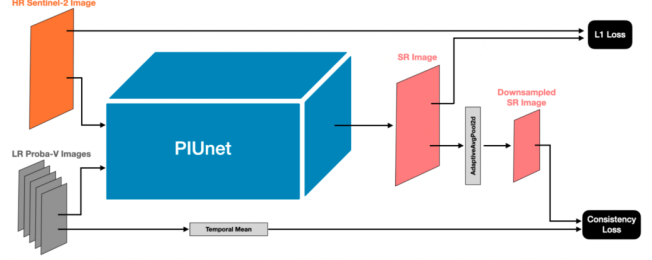 HR Sentinel-2 Image
L1 Loss
SR Image
Downsampled
SR Image
AdaptiveAvgPool2d
PIUnet
LR Proba-V Images
Temporal Mean
Consistency
Loss